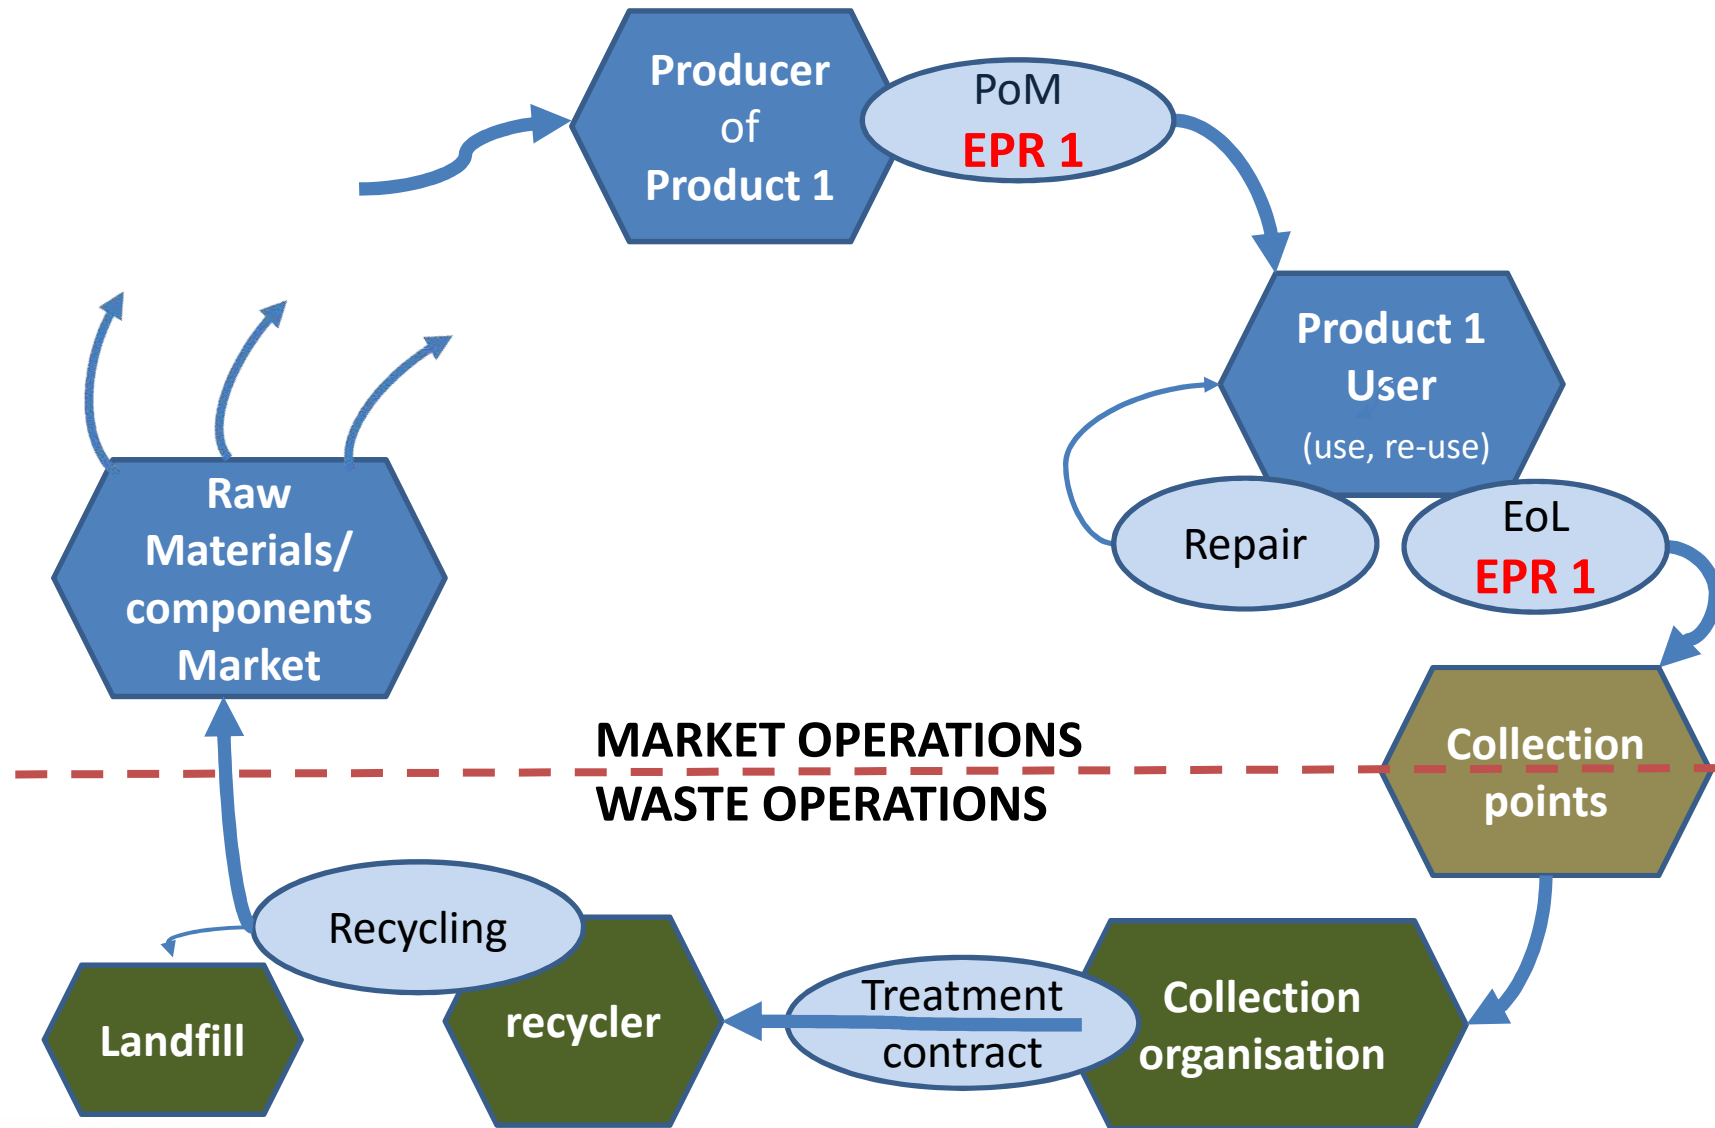 Producer
of
Product 1
PoM
EPR 1
Product 1
User
(use, re-use)
Repair
EoL
EPR 1
Raw
Materials/
components
Market
MARKET OPERATIONS
WASTE OPERATIONS
Collection
points
Recycling
Landfill
recycler
Treatment
contract
Collection
organisation